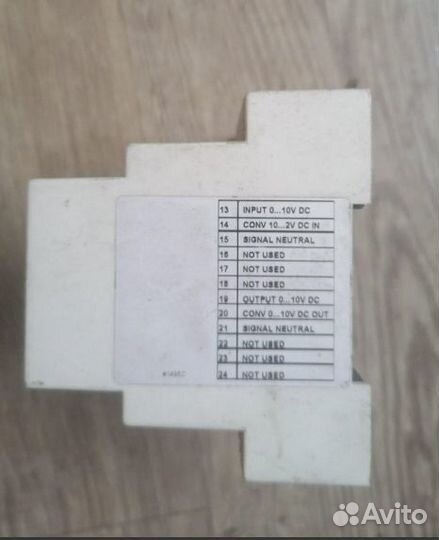 13 INPUT 0...10V DC
14 CONV 10...2V DC IN
15 SIGNAL NEUTRAL
16 NOT USED
17 NOT USED
18 NOT USED
19 OUTPUT 0...10V DC
20 CONV 0...10V DC OUT
21 SIGNAL NEUTRAL
22 NOT USED
23 NOT USED
24 NOT USED
Avito